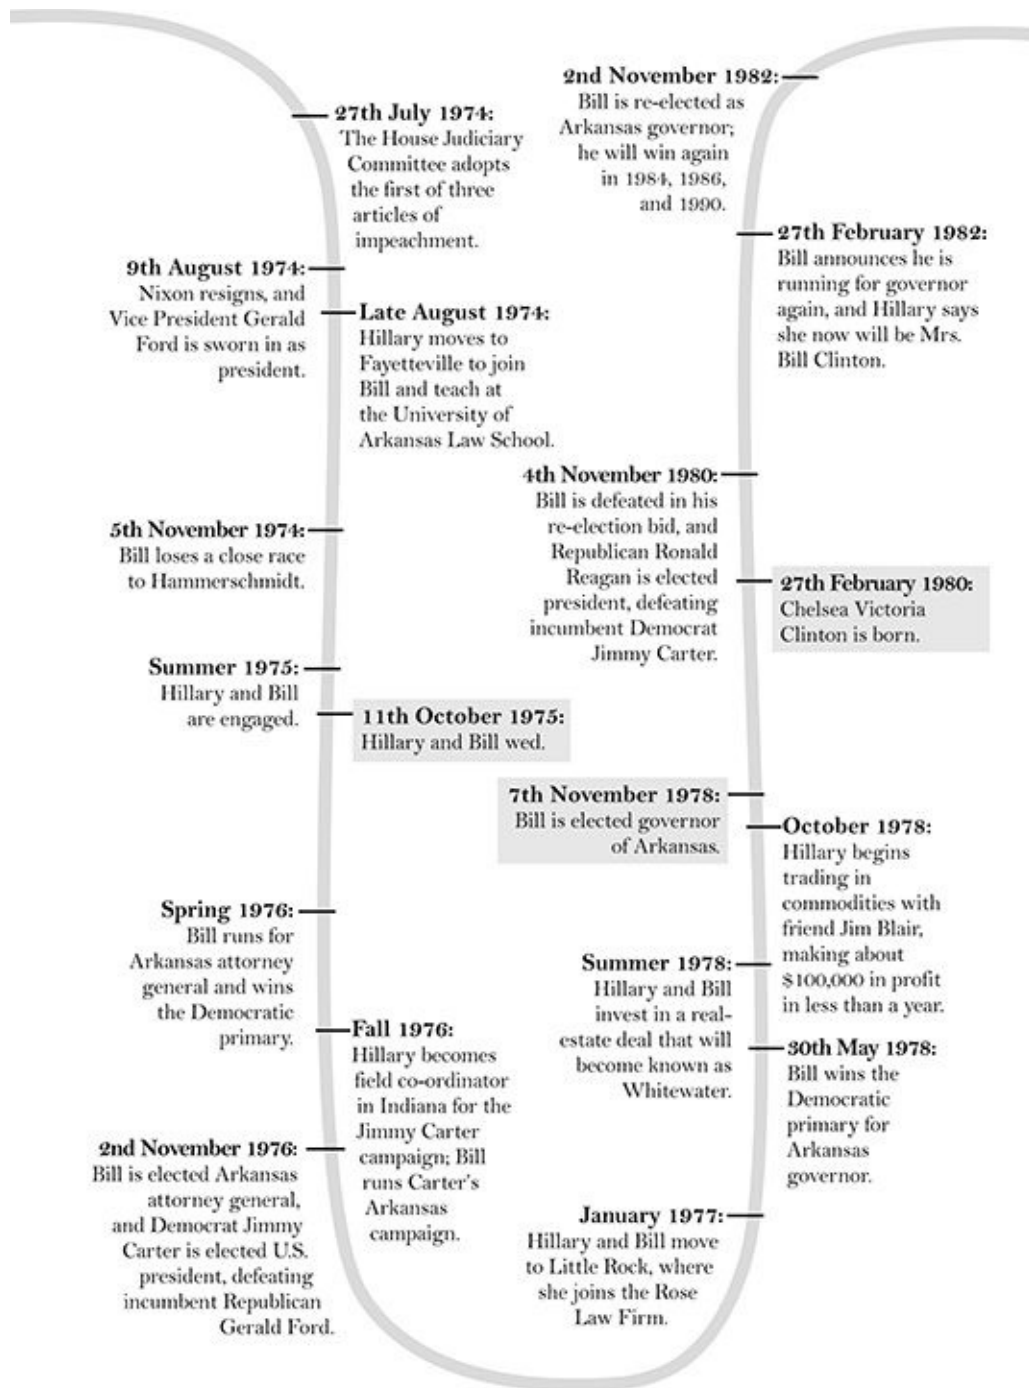 27th July 1974:
The House Judiciary
Committee adopts
the first of three
articles of
impeachment.
9th August 1974:
Nixon resigns, and
Vice President Gerald
Ford is sworn in as
president.
Late August 1974:
Hillary moves to
Fayetteville to join
Bill and teach at
the University of
Arkansas Law School.
5th November 1974:
Bill loses a close race
to Hammerschmidt.
Summer 1975:
Hillary and Bill
are engaged.
11th October 1975:
Hillary and Bill wed.
Spring 1976:
Bill runs for
Arkansas attorney
general and wins
the Democratic
primary.
Fall 1976:
Hillary becomes
field co-ordinator
in Indiana for the
Jimmy Carter
campaign; Bill
runs Carter's
Arkansas
campaign.
2nd November 1976:
Bill is elected Arkansas
attorney general,
and Democrat Jimmy
Carter is elected U.S.
president, defeating
incumbent Republican
Gerald Ford.
January 1977:
Hillary and Bill move
to Little Rock, where
she joins the Rose
Law Firm.
30th May 1978:
Bill wins the
Democratic
primary for
Arkansas
governor.
Summer 1978:
Hillary and Bill
invest in a real-
estate deal that will
become known as
Whitewater.
October 1978:
Hillary begins
trading in
commodities with
friend Jim Blair,
making about
$100,000 in profit
in less than a year.
7th November 1978:
Bill is elected governor
of Arkansas.
27th February 1980:
Chelsea Victoria
Clinton is born.
4th November 1980:
Bill is defeated in his
re-election bid, and
Republican Ronald
Reagan is elected
president, defeating
incumbent Democrat
Jimmy Carter.
27th February 1982:
Bill announces he is
running for governor
again, and Hillary says
she now will be Mrs.
Bill Clinton.
2nd November 1982:
Bill is re-elected as
Arkansas governor;
he will win again
in 1984, 1986,
and 1990.